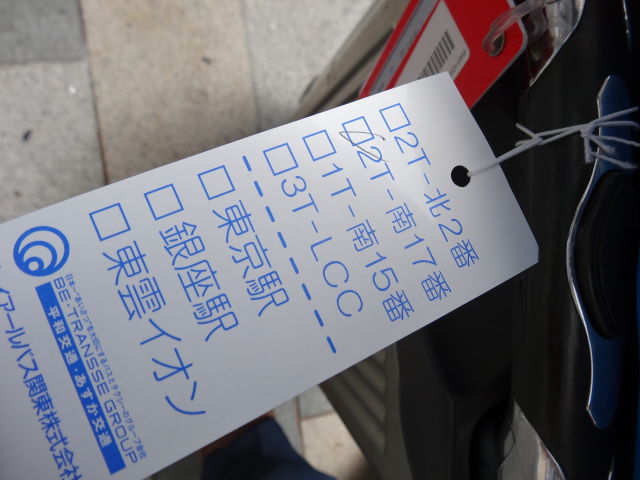 □2T-北2番
☑2T-南17番
□1T-南15番
□3T-LCC
□東京駅
□銀座駅
□東雲イオン
BE-TRANSSE GROUP
平和交通・あすか交通
イアールバス関東株式会社